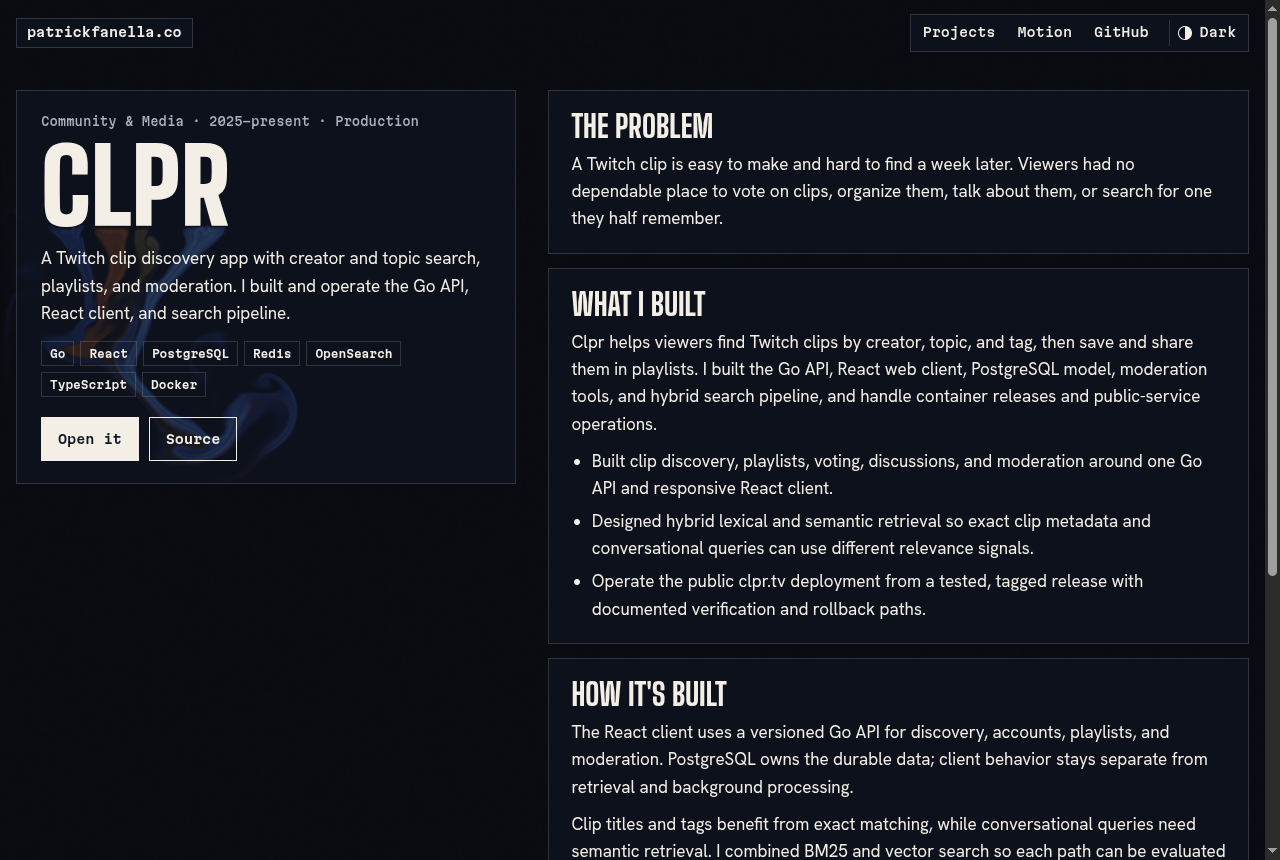 patrickfanella.co
Projects Motion GitHub Dark
Community & Media · 2025–present · Production
CLPR
A Twitch clip discovery app with creator and topic search,
playlists, and moderation. I built and operate the Go API,
React client, and search pipeline.
Go React PostgreSQL Redis OpenSearch
TypeScript Docker
Open it Source
THE PROBLEM
A Twitch clip is easy to make and hard to find a week later. Viewers had no
dependable place to vote on clips, organize them, talk about them, or search for one
they half remember.
WHAT I BUILT
Clpr helps viewers find Twitch clips by creator, topic, and tag, then save and share
them in playlists. I built the Go API, React web client, PostgreSQL model, moderation
tools, and hybrid search pipeline, and handle container releases and public-service
operations.
• Built clip discovery, playlists, voting, discussions, and moderation around one Go
API and responsive React client.
• Designed hybrid lexical and semantic retrieval so exact clip metadata and
conversational queries can use different relevance signals.
• Operate the public clpr.tv deployment from a tested, tagged release with
documented verification and rollback paths.
HOW IT'S BUILT
The React client uses a versioned Go API for discovery, accounts, playlists, and
moderation. PostgreSQL owns the durable data; client behavior stays separate from
retrieval and background processing.
Clip titles and tags benefit from exact matching, while conversational queries need
semantic retrieval. I combined BM25 and vector search so each path can be evaluated